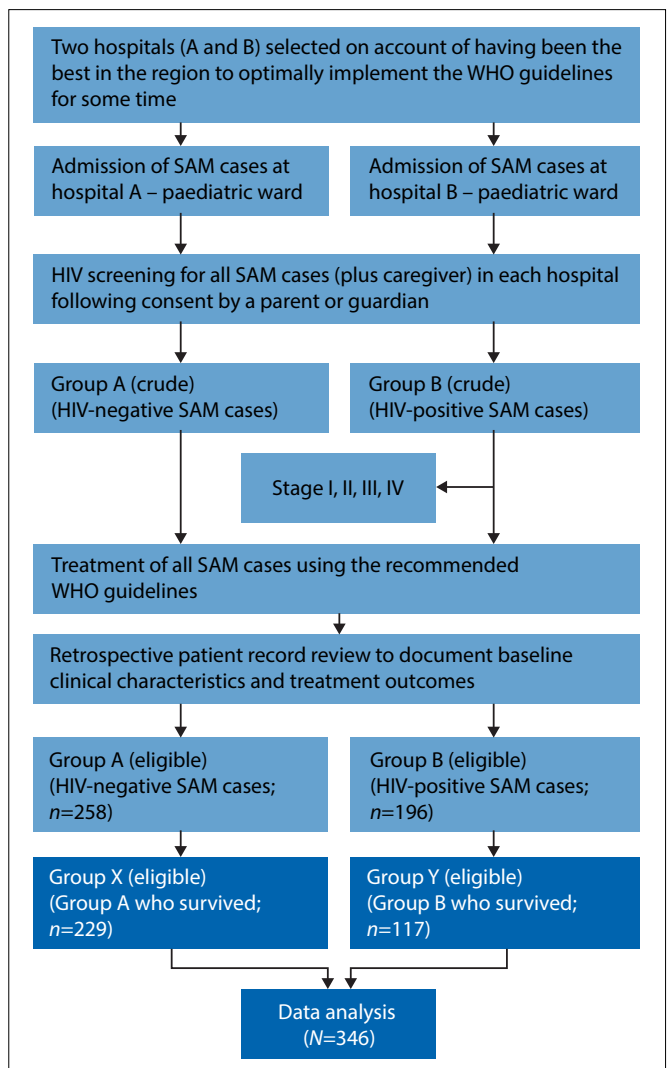 Two hospitals (A and B) selected on account of having been the
best in the region to optimally implement the WHO guidelines
for some time
Admission of SAM cases at
hospital A – paediatric ward
Admission of SAM cases at
hospital B – paediatric ward
HIV screening for all SAM cases (plus caregiver) in each hospital
following consent by a parent or guardian
Group A (crude)
(HIV-negative SAM cases)
Group B (crude)
(HIV-positive SAM cases)
Stage I, II, III, IV
Treatment of all SAM cases using the recommended
WHO guidelines
Retrospective patient record review to document baseline
clinical characteristics and treatment outcomes
Group A (eligible)
(HIV-negative SAM cases;
n=258)
Group B (eligible)
(HIV-positive SAM cases;
n=196)
Group X (eligible)
(Group A who survived;
n=229)
Group Y (eligible)
(Group B who survived;
n=117)
Data analysis
(N=346)